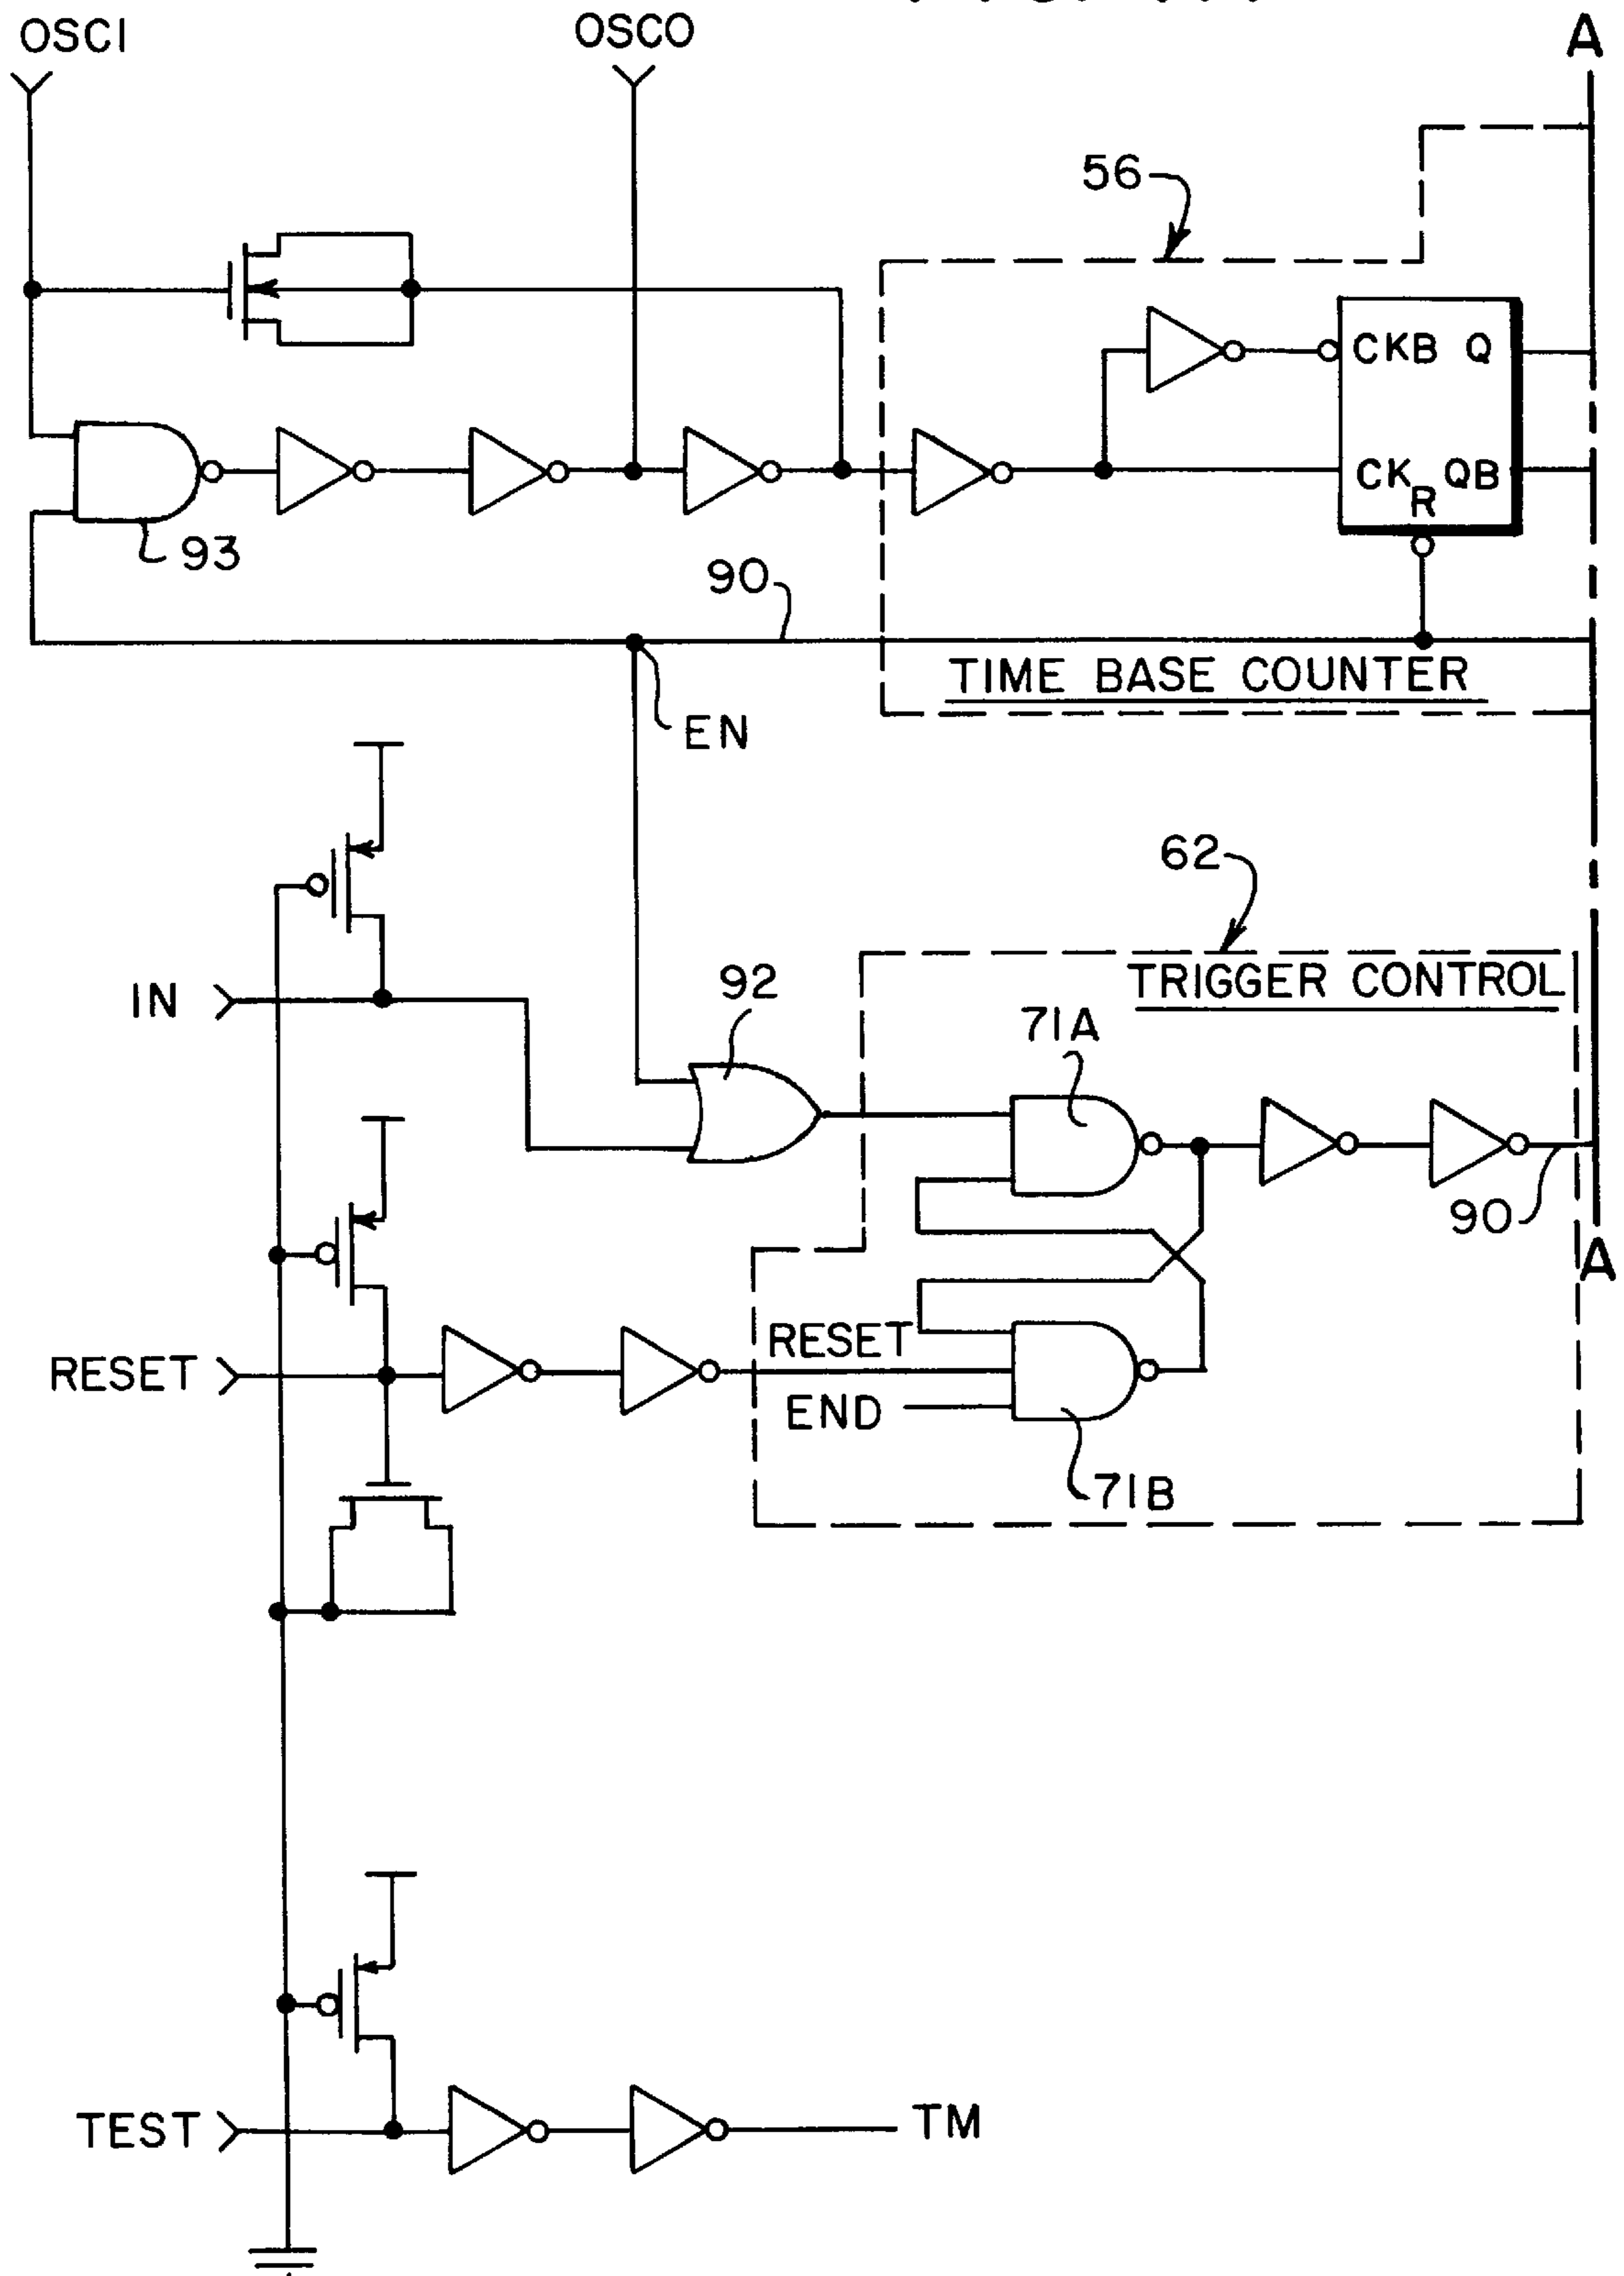 OSCI
OSCO
A
56
CKB Q
CK QB
R
93
90
TIME BASE COUNTER
EN
62
TRIGGER CONTROL
IN
92
71A
90
A
RESET
RESET
END
71B
TEST
TM